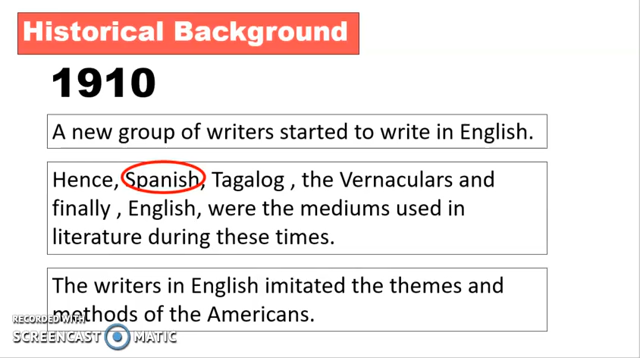 Historical Background
1910
A new group of writers started to write in English.
Hence, Spanish, Tagalog , the Vernaculars and
finally , English, were the mediums used in
literature during these times.
The writers in English imitated the themes and
methods of the Americans.
RECORDED WITH
SCREENCAST MATIC